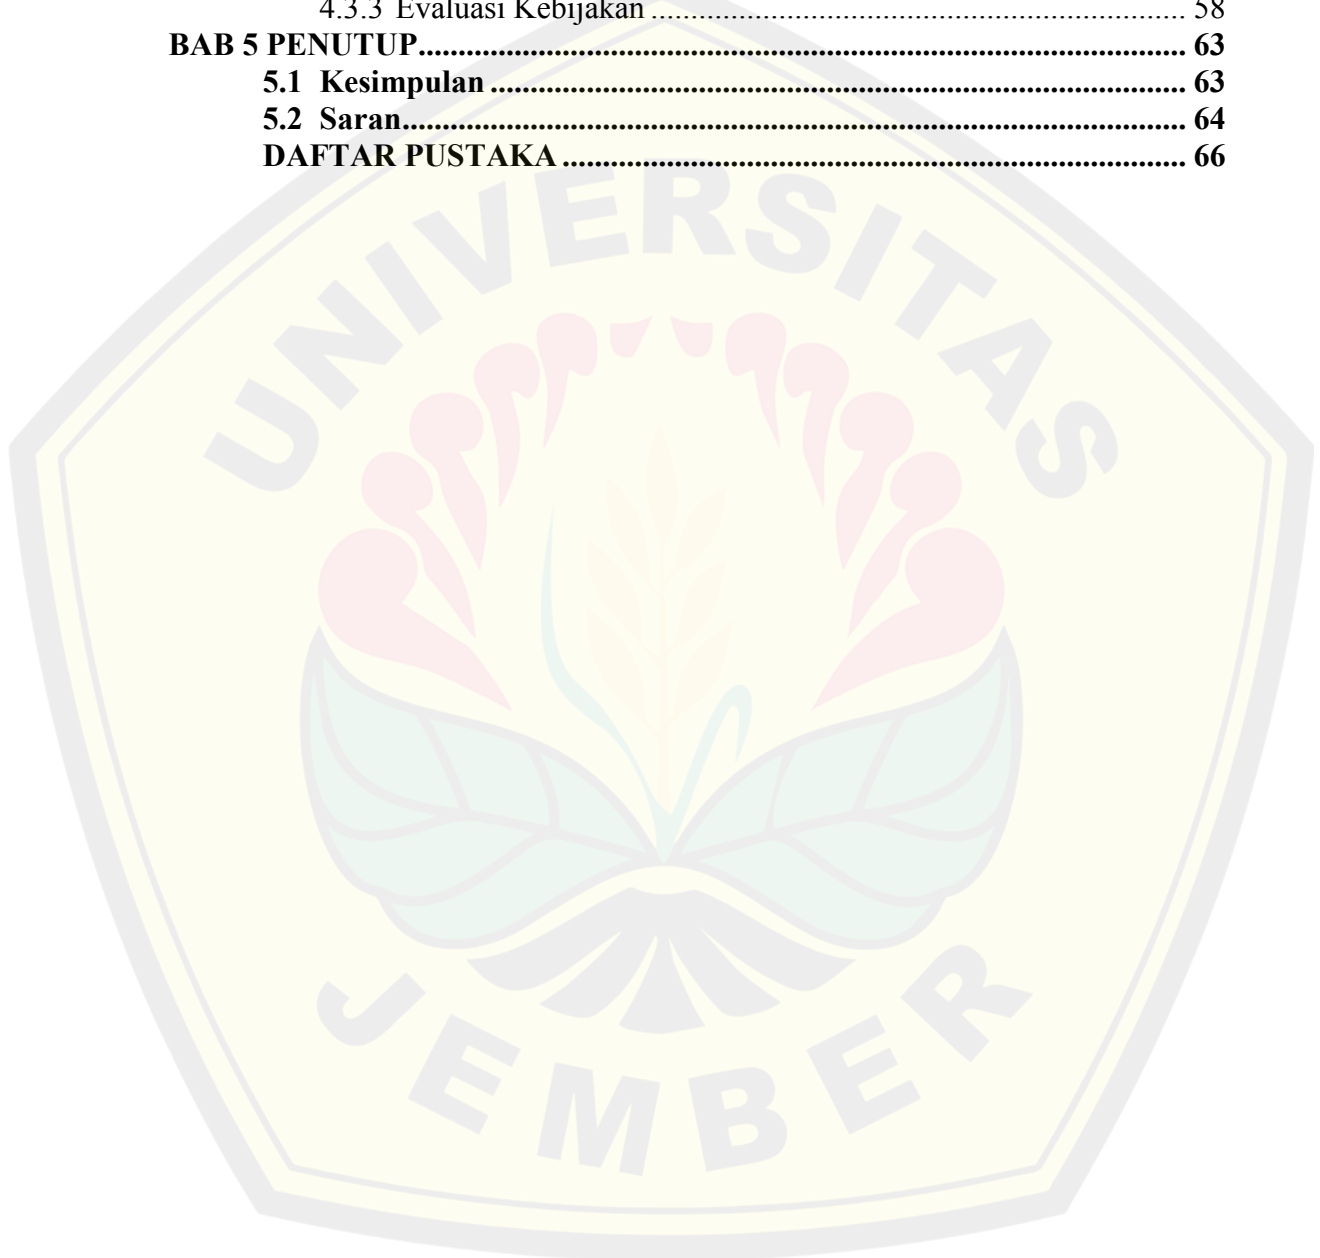 4.3.3 Evaluasi Kebijakan .......................................................................... 58
BAB 5 PENUTUP................................................................................................ 63
5.1 Kesimpulan ....................................................................................... 63
5.2 Saran.................................................................................................. 64
DAFTAR PUSTAKA .............................................................................. 66
UNIVERSITAS
JEMBER